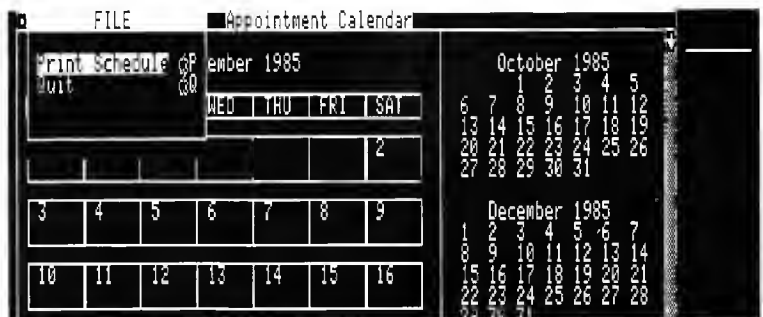 FILE
Appointment Calendar
Print Schedule P
Quit Q
ember 1985
WED THU FRI SAT
2
3 4 5 6 7 8 9
10 11 12 13 14 15 16
October 1985
1 2 3 4 5
6 7 8 9 10 11 12
13 14 15 16 17 18 19
20 21 22 23 24 25 26
27 28 29 30 31
December 1985
1 2 3 4 5 6 7
8 9 10 11 12 13 14
15 16 17 18 19 20 21
22 23 24 25 26 27 28